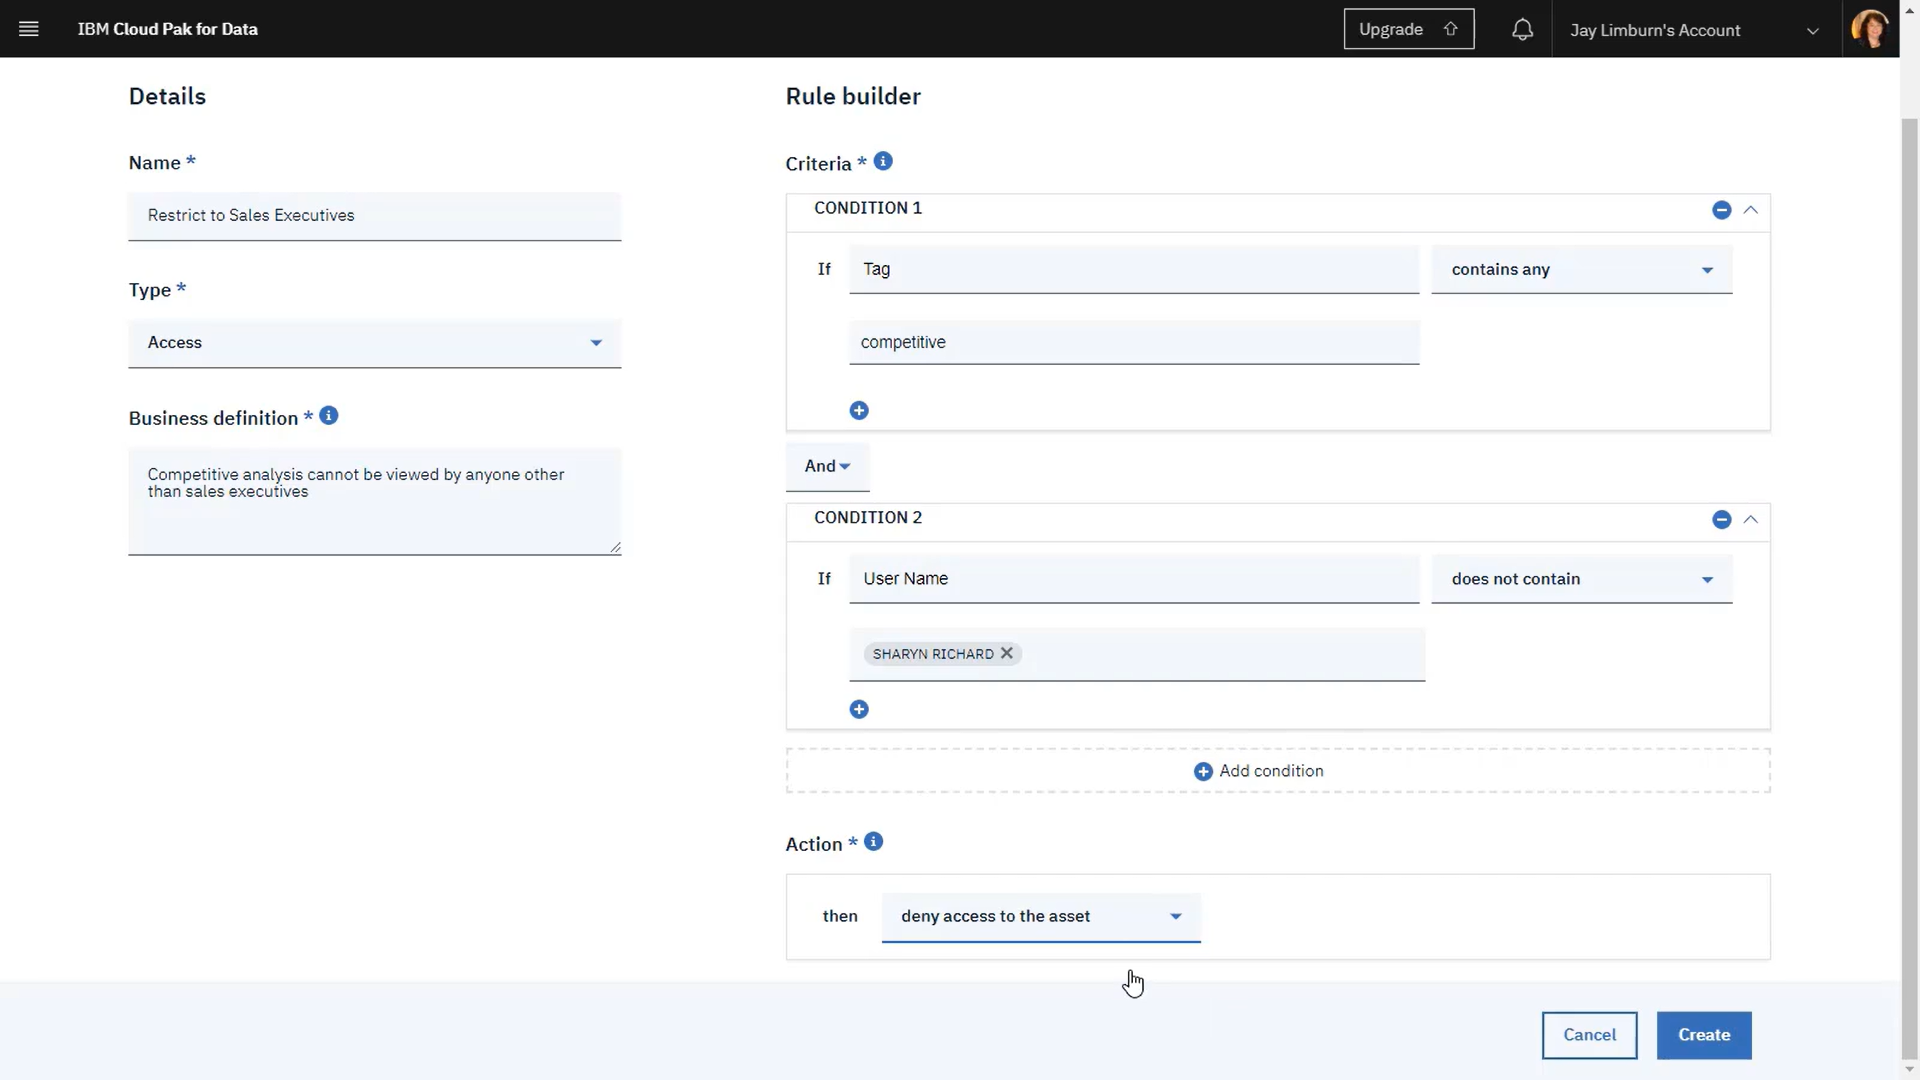 IBM Cloud Pak for Data
Upgrade
Jay Limburn's Account
Details
Name *
Restrict to Sales Executives
Type *
Access
Business definition *
Competitive analysis cannot be viewed by anyone other
than sales executives
Rule builder
Criteria *
CONDITION 1
If Tag contains any
competitive
And
CONDITION 2
If User Name does not contain
SHARYN RICHARD
Add condition
Action *
then deny access to the asset
Cancel Create